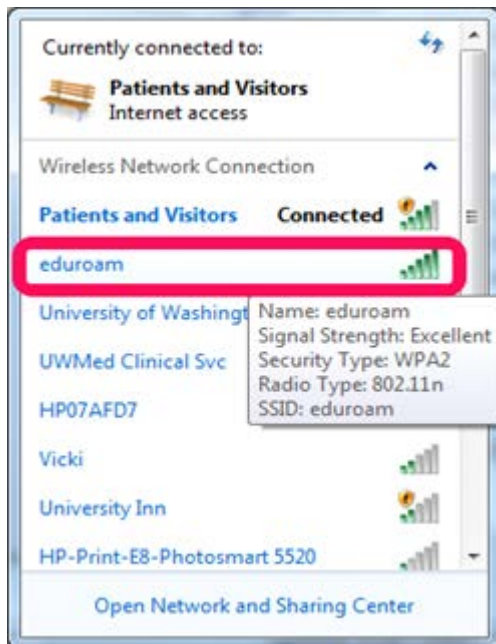 Currently connected to:
Patients and Visitors
Internet access
Wireless Network Connection
Patients and Visitors Connected
eduroam
University of Washingt
Name: eduroam
Signal Strength: Excellent
Security Type: WPA2
Radio Type: 802.11n
SSID: eduroam
UWMed Clinical Svc
HP07AFD7
Vicki
University Inn
HP-Print-E8-Photosmart 5520
Open Network and Sharing Center